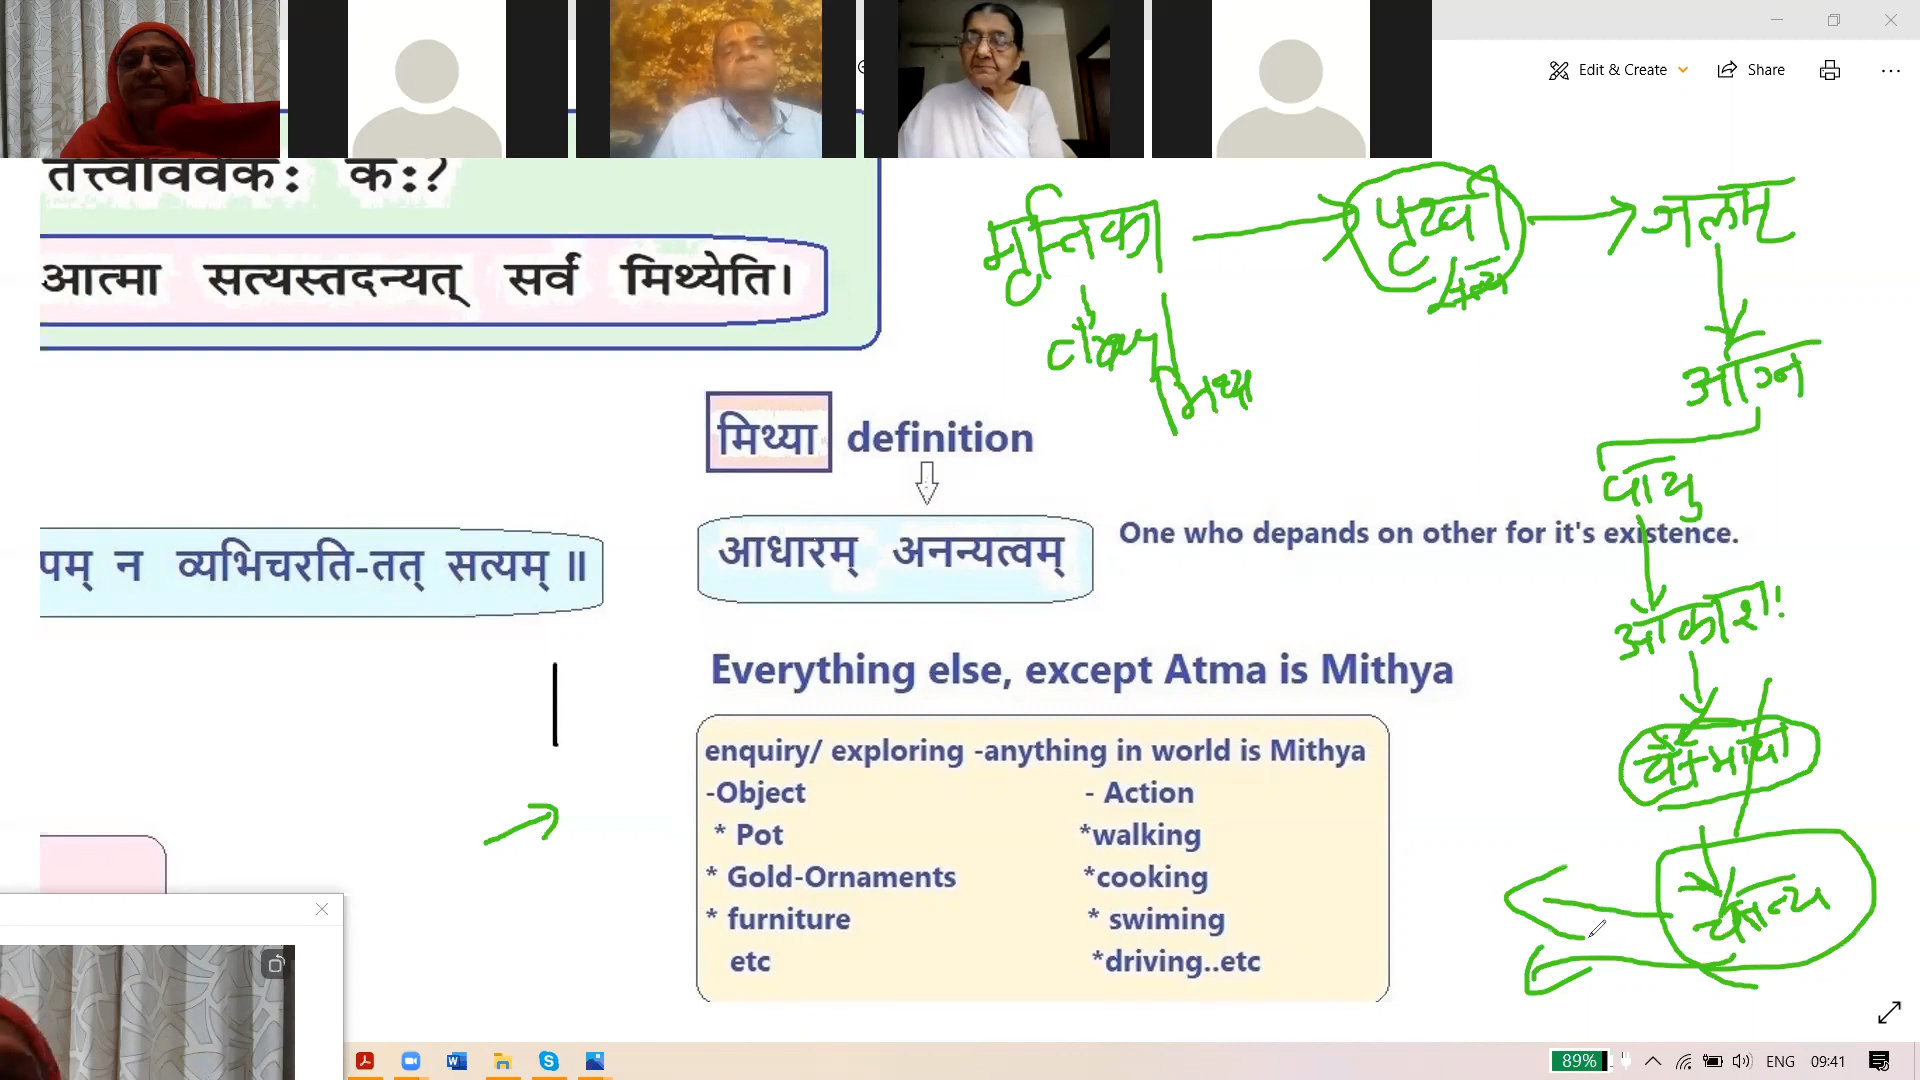 Edit & Create
Share
तत्त्वविवेकः कः?
आत्मा सत्यस्तदन्यत् सर्वं मिथ्येति।
मृत्तिका
पृथ्वी
जलम्
मिथ्या
अग्नि
मिथ्या definition
वायु
पम् न व्यभिचरति-तत् सत्यम् ॥
आधारम् अनन्यत्वम्
One who depands on other for it's existence.
आकाश!
Everything else, except Atma is Mithya
enquiry/ exploring -anything in world is Mithya
-Object
- Action
* Pot
*walking
* Gold-Ornaments
*cooking
* furniture
* swiming
etc
*driving..etc
चैतन्य
89%
ENG
09:41